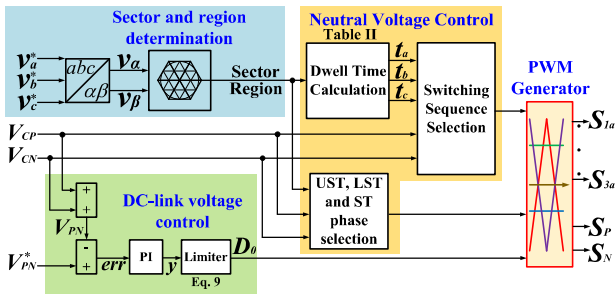 Sector and region
determination
Neutral Voltage Control
Table II
v*a
v*b
v*c
abc
αβ
vα
vβ
Sector
Region
Dwell Time
Calculation
ta
tb
tc
Switching
Sequence
Selection
PWM
Generator
VCP
VCN
S1a
S3a
SP
SN
UST, LST
and ST
phase
selection
DC-link voltage
control
+
+
VPN
V*PN
-
+
err
PI
y
Limiter
D0
Eq. 9